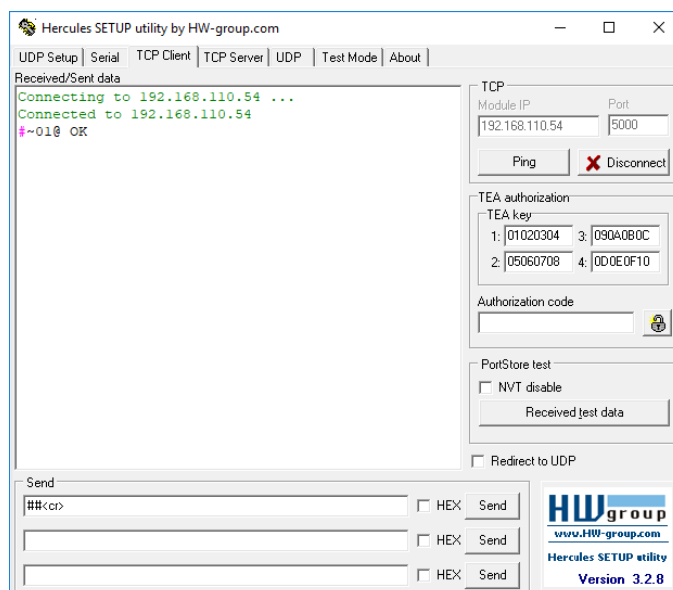 Hercules SETUP utility by HW-group.com
UDP Setup Serial TCP Client TCP Server UDP Test Mode About
Received/Sent data
Connecting to 192.168.110.54 ...
Connected to 192.168.110.54
#~01@ OK
TCP
Module IP Port
192.168.110.54 5000
Ping Disconnect
TEA authorization
TEA key
1: 01020304 3: 090A0B0C
2: 05060708 4: 0D0E0F10
Authorization code
PortStore test
NVT disable
Received test data
Redirect to UDP
Send
##<cr> HEX Send
HEX Send
HEX Send
HW group
www.HW-group.com
Hercules SETUP utility
Version 3.2.8